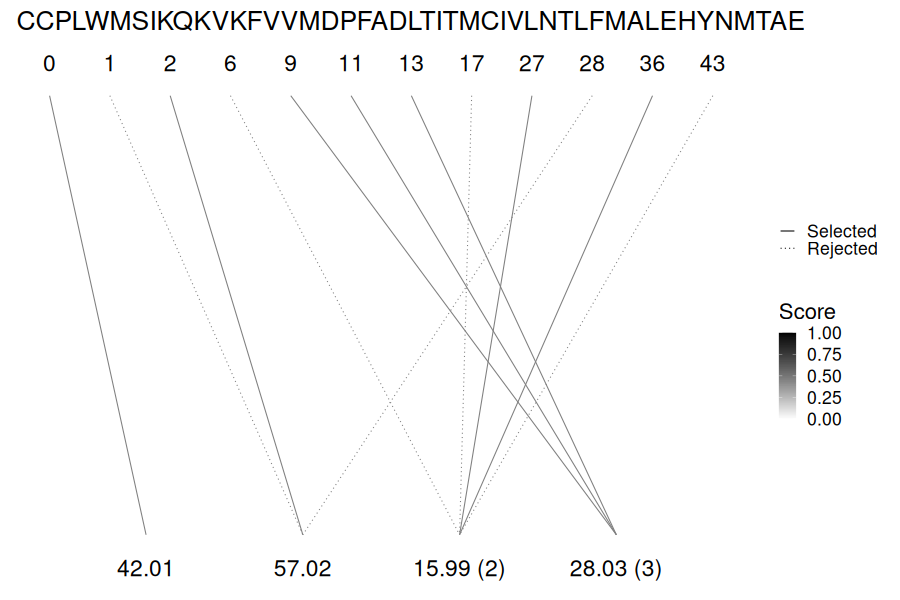 CCPLWMSIKQKVKFVVMDPFADLTITMCIVLNTLFMALEHYNMTAE
0 1 2 6 9 11 13 17 27 28 36 43
Selected
Rejected
Score
1.00
0.75
0.50
0.25
0.00
42.01 57.02 15.99 (2) 28.03 (3)